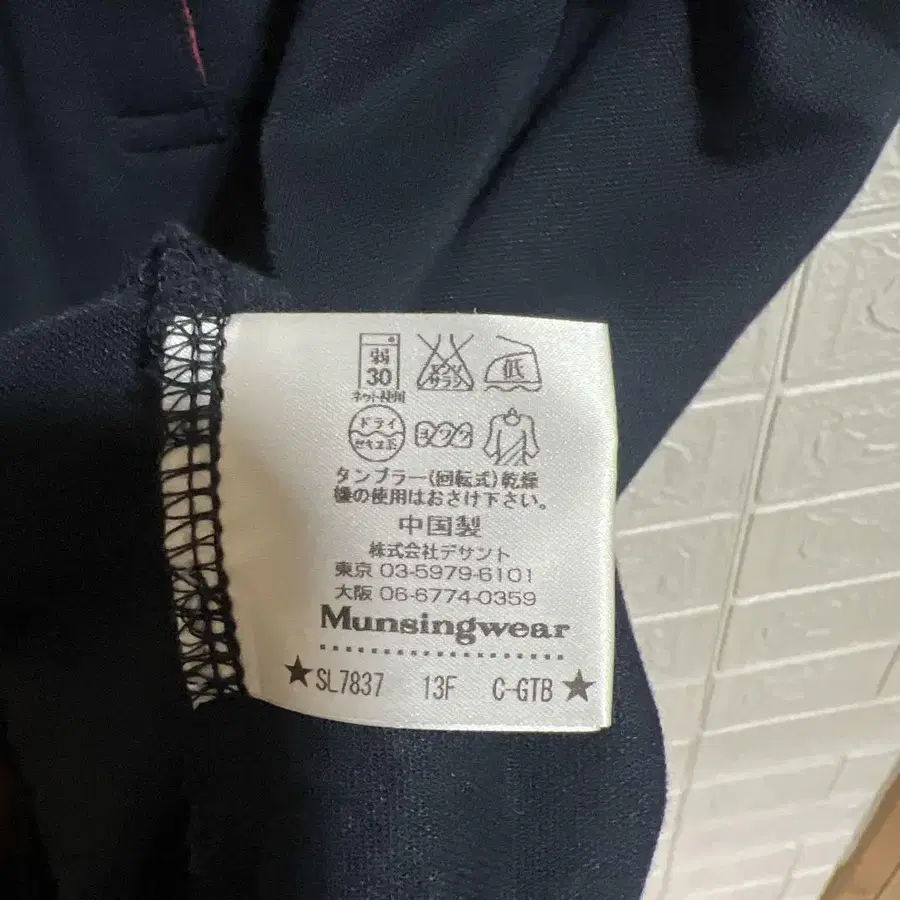 弱
30
ネット使用
エンソ
サラシ
低
ドライ
セキユ系
ヨワク
タンブラー(回転式)乾燥
機の使用はおさけ下さい。
中国製
株式会社デサント
東京 03-5979-6101
大阪 06-6774-0359
Munsingwear
★SL7837 13F C-GTB★